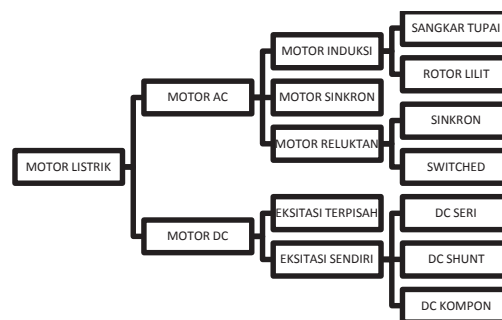 MOTOR LISTRIK
MOTOR AC
MOTOR INDUKSI
SANGKAR TUPAI
ROTOR LILIT
MOTOR SINKRON
MOTOR RELUKTAN
SINKRON
SWITCHED
MOTOR DC
EKSITASI TERPISAH
EKSITASI SENDIRI
DC SERI
DC SHUNT
DC KOMPON